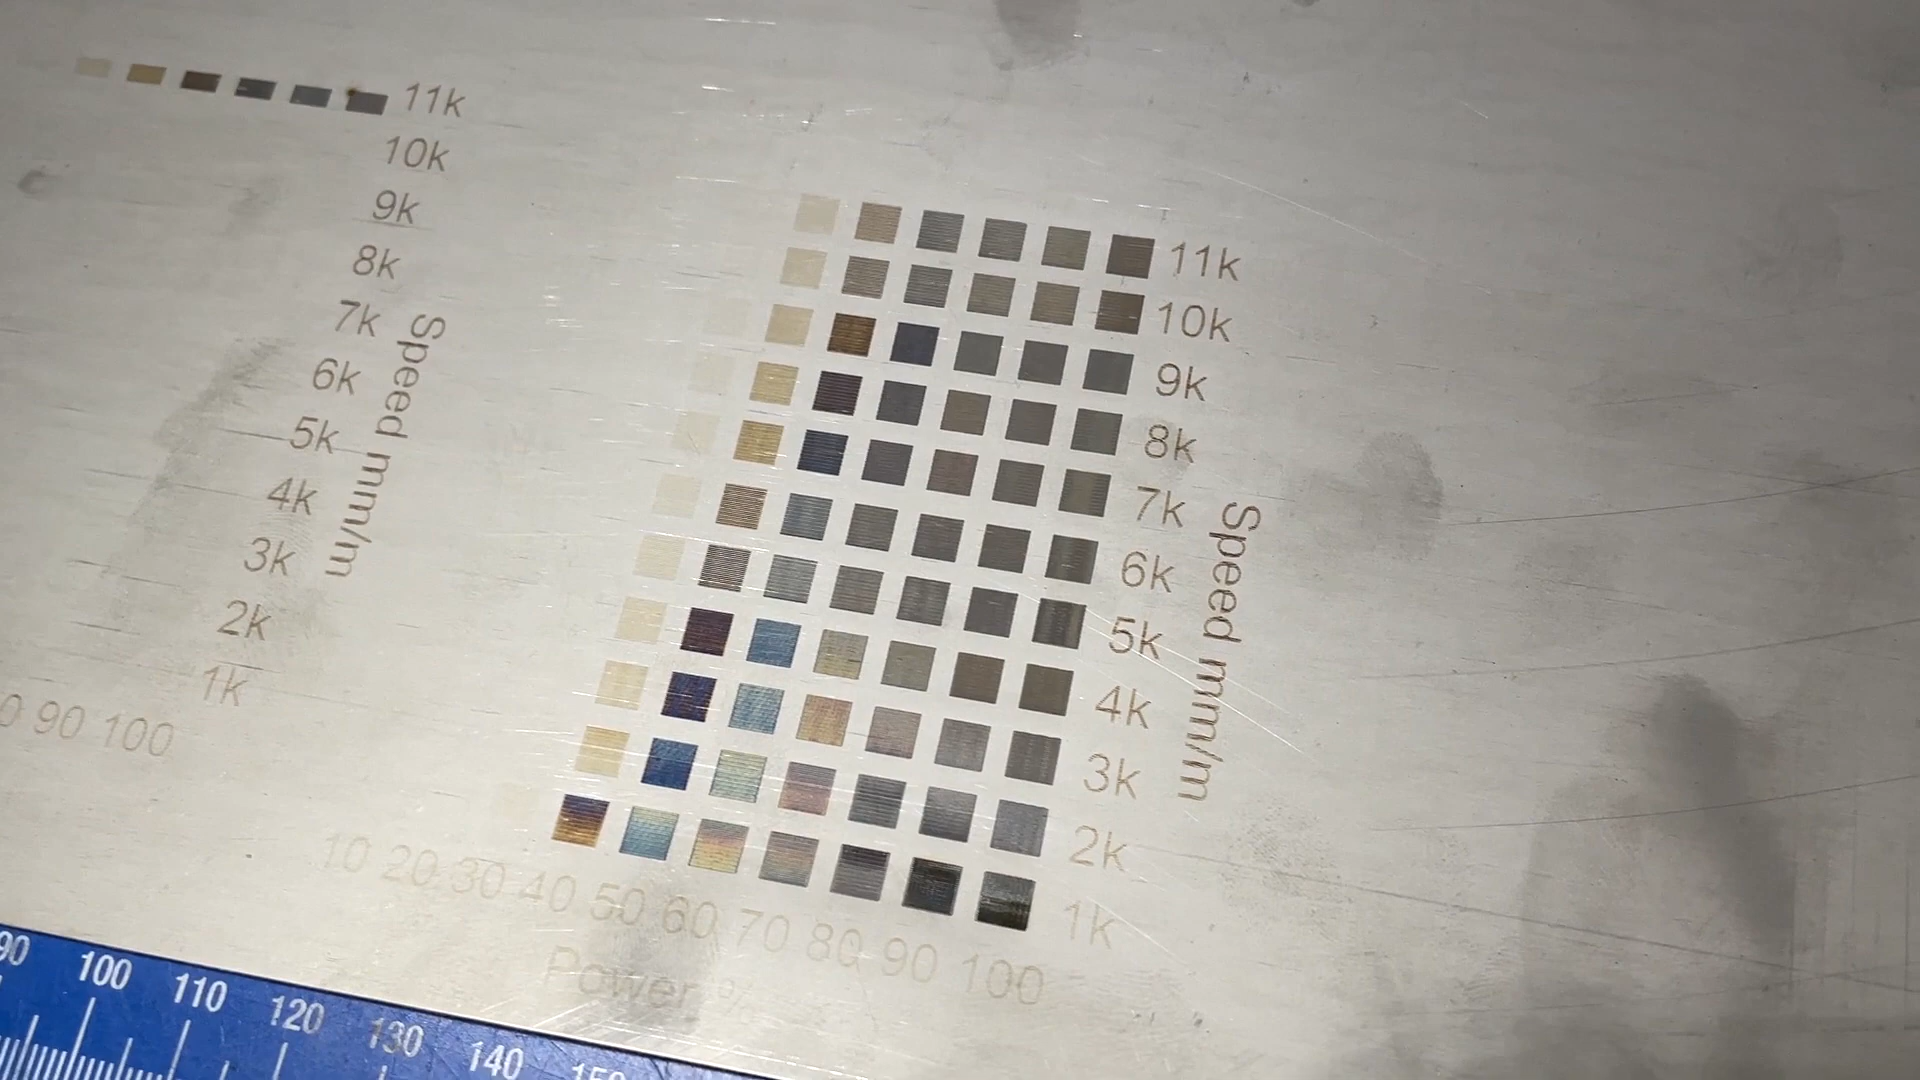 11k
10k
9k
8k
7k
6k
5k
4k
3k
2k
1k
Speed mm/m
0 90 100
11k
10k
9k
8k
7k
6k
5k
4k
3k
2k
1k
Speed mm/m
10 20 30 40 50 60 70 80 90 100
Power
90 100 110 120 130 140 150